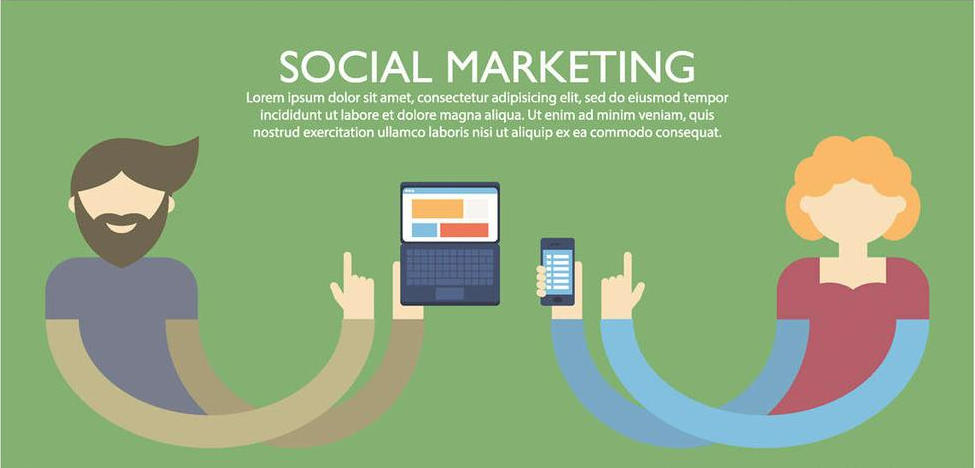 SOCIAL MARKETING
Lorem ipsum dolor sit amet, consectetur adipisicing elit, sed do eiusmod tempor
incididunt ut labore et dolore magna aliqua. Ut enim ad minim veniam, quis
nostrud exercitation ullamco laboris nisi ut aliquip ex ea commodo consequat.